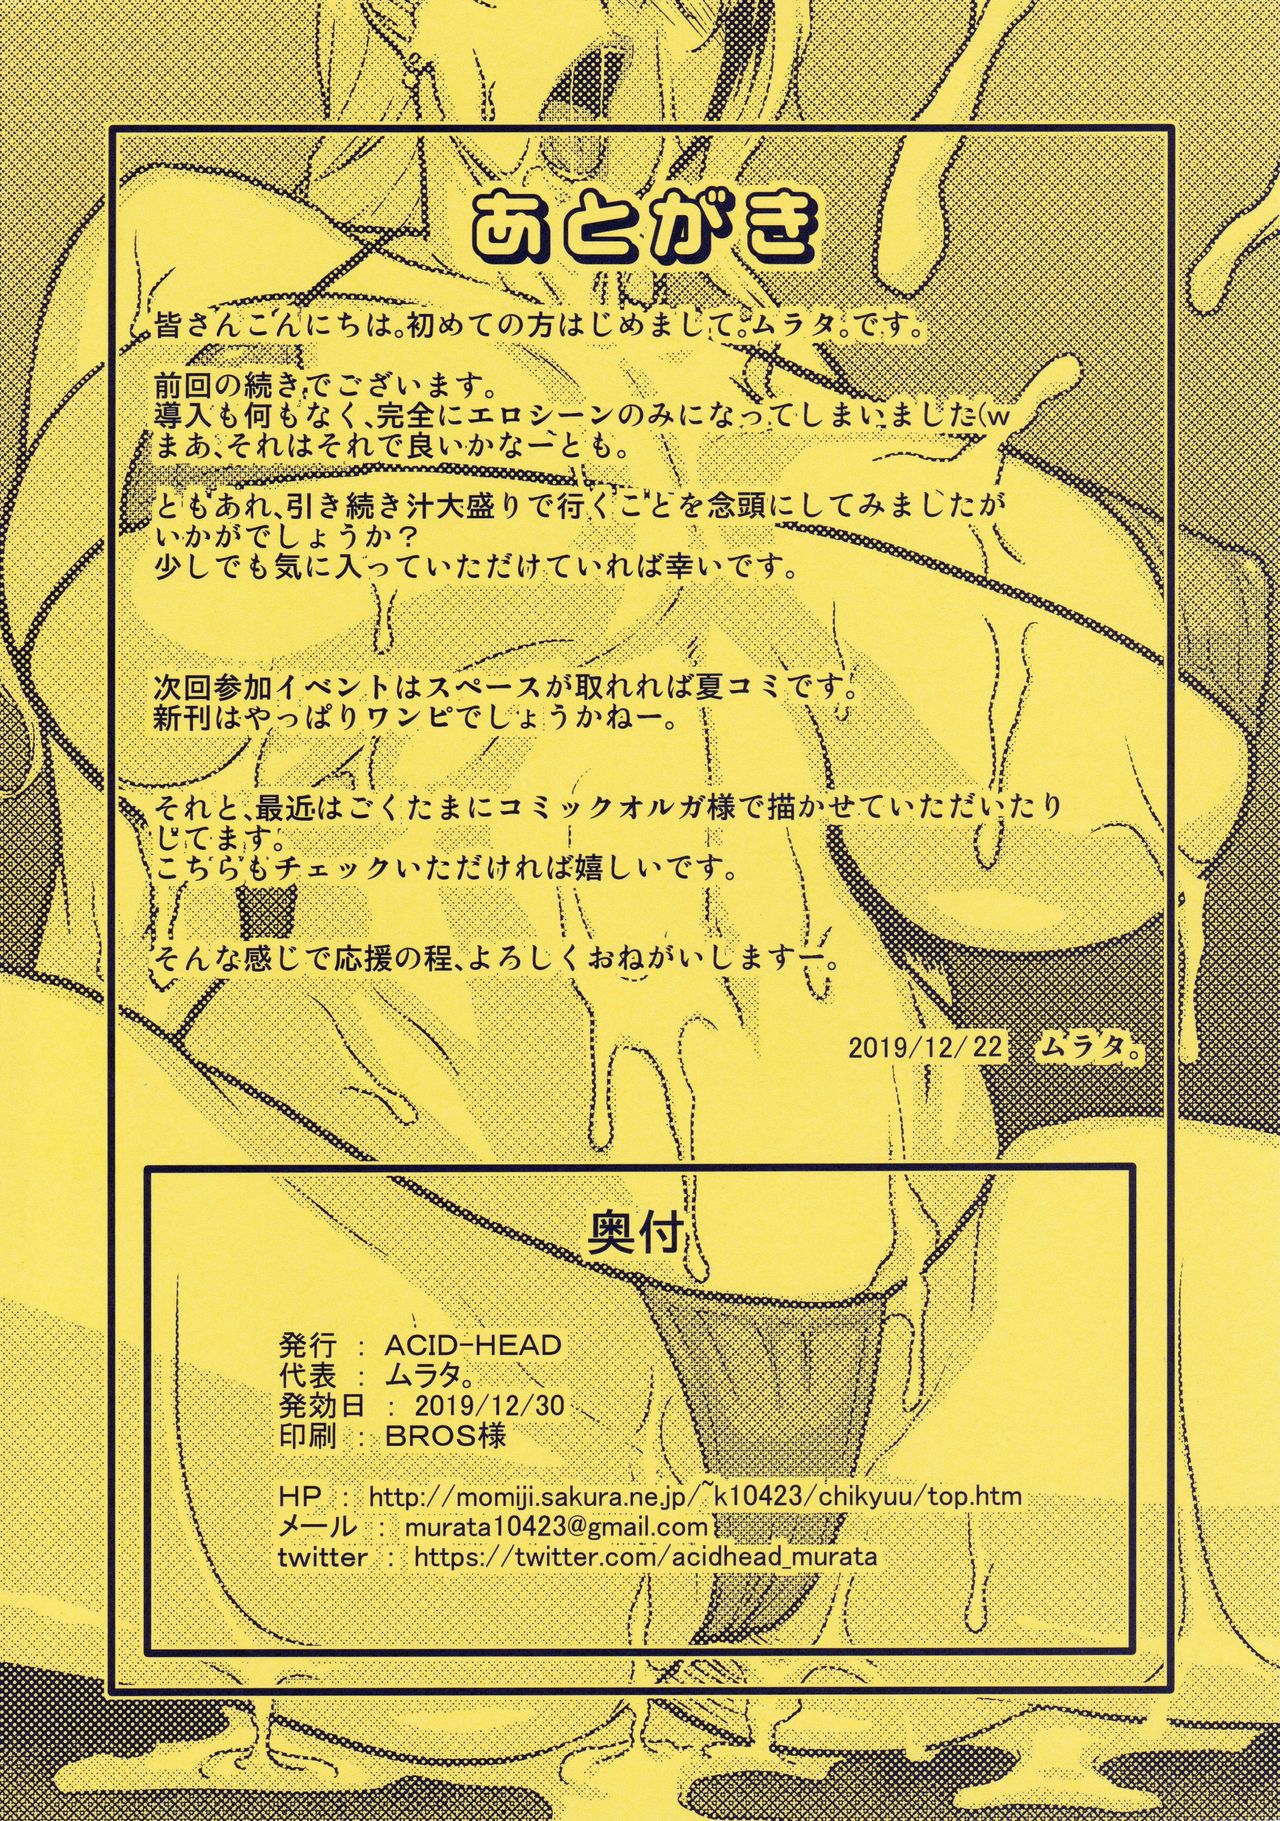 あとがき
皆さんこんにちは。初めての方はじめまして。ムラタ。です。
前回の続きでございます。
導入も何もなく、完全にエロシーンのみになってしまいました(w
まあ、それはそれで良いかなーとも。
ともあれ、引き続き汁大盛りで行くことを念頭にしてみましたが
いかがでしょうか？
少しでも気に入っていただけていれば幸いです。
次回参加イベントはスペースが取れれば夏コミです。
新刊はやっぱりワンピでしょうかねー。
それと、最近はごくたまにコミックオルガ様で描かせていただいたり
してます。
こちらもチェックいただければ嬉しいです。
そんな感じで応援の程、よろしくおねがいしますー。
2019/12/22　ムラタ。
奥付
発行 ： ACID-HEAD
代表 ： ムラタ。
発効日 ： 2019/12/30
印刷 ： BROS様
HP ： http://momiji.sakura.ne.jp/~k10423/chikyuu/top.htm
メール ： murata10423@gmail.com
twitter ： https://twitter.com/acidhead_murata